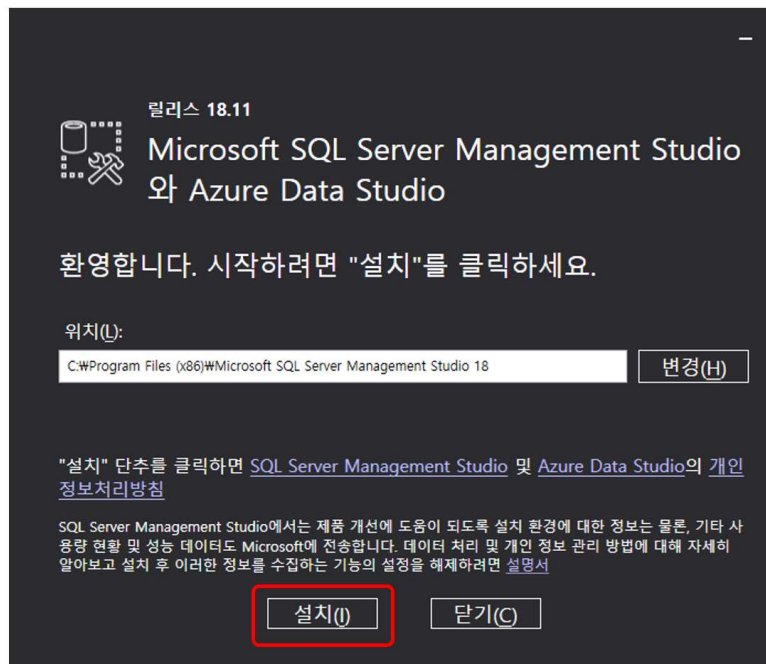 릴리스 18.11
Microsoft SQL Server Management Studio
와 Azure Data Studio
환영합니다. 시작하려면 "설치"를 클릭하세요.
위치(L):
C:₩Program Files (x86)₩Microsoft SQL Server Management Studio 18
변경(H)
"설치" 단추를 클릭하면 SQL Server Management Studio 및 Azure Data Studio의 개인
정보처리방침
SQL Server Management Studio에서는 제품 개선에 도움이 되도록 설치 환경에 대한 정보는 물론, 기타 사
용량 현황 및 성능 데이터도 Microsoft에 전송합니다. 데이터 처리 및 개인 정보 관리 방법에 대해 자세히
알아보고 설치 후 이러한 정보를 수집하는 기능의 설정을 해제하려면 설명서
설치(I)
닫기(C)